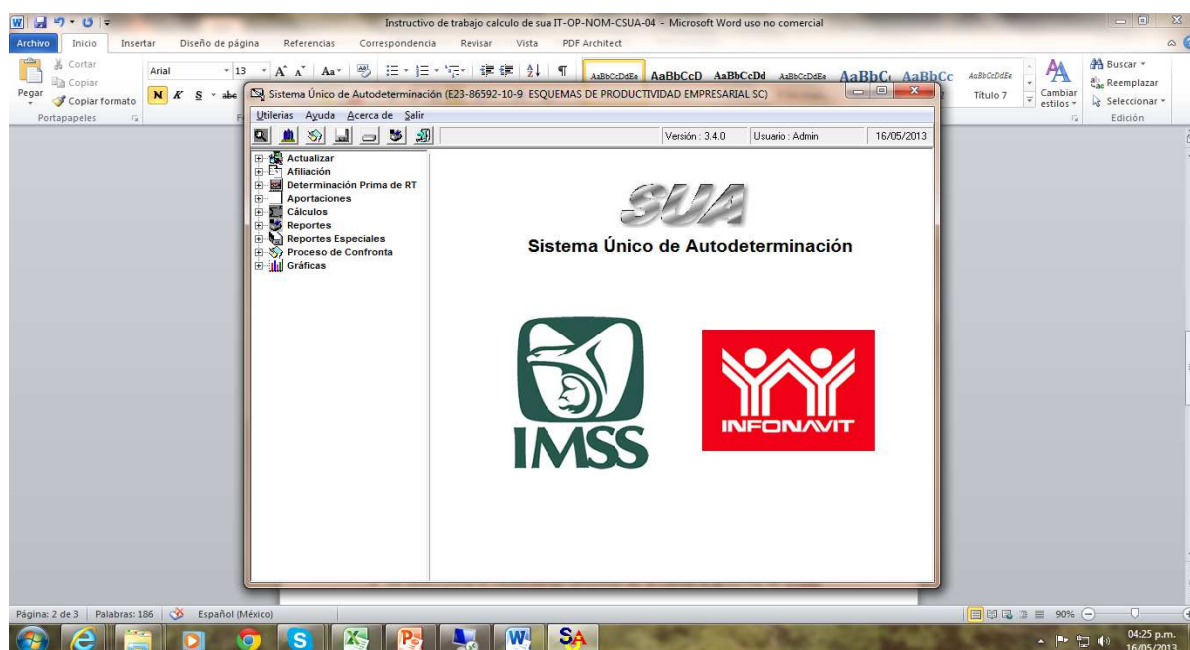 Instructivo de trabajo calculo de sua IT-OP-NOM-CSUA-04 - Microsoft Word uso no comercial
Archivo Inicio Insertar Diseño de página Referencias Correspondencia Revisar Vista PDF Architect
Pegar
Cortar
Copiar
Copiar formato
Portapapeles
Arial 13
N K S abe
AaBbCcDdEe AaBbCcD AaBbCcDd AaBbCcDdEe AaBbC AaBbCc AaBbCcDdEe
Título 7
Cambiar estilos
Buscar
Reemplazar
Seleccionar
Edición
Sistema Único de Autodeterminación (E23-86592-10-9 ESQUEMAS DE PRODUCTIVIDAD EMPRESARIAL SC)
Utilerias Ayuda Acerca de Salir
Versión : 3.4.0 Usuario : Admin 16/05/2013
Actualizar
Afiliación
Determinación Prima de RT
Aportaciones
Cálculos
Reportes
Reportes Especiales
Proceso de Confronta
Gráficas
SUA
Sistema Único de Autodeterminación
IMSS
INFONAVIT
Página: 2 de 3 Palabras: 186 Español (México) 90%
04:25 p.m.
16/05/2013